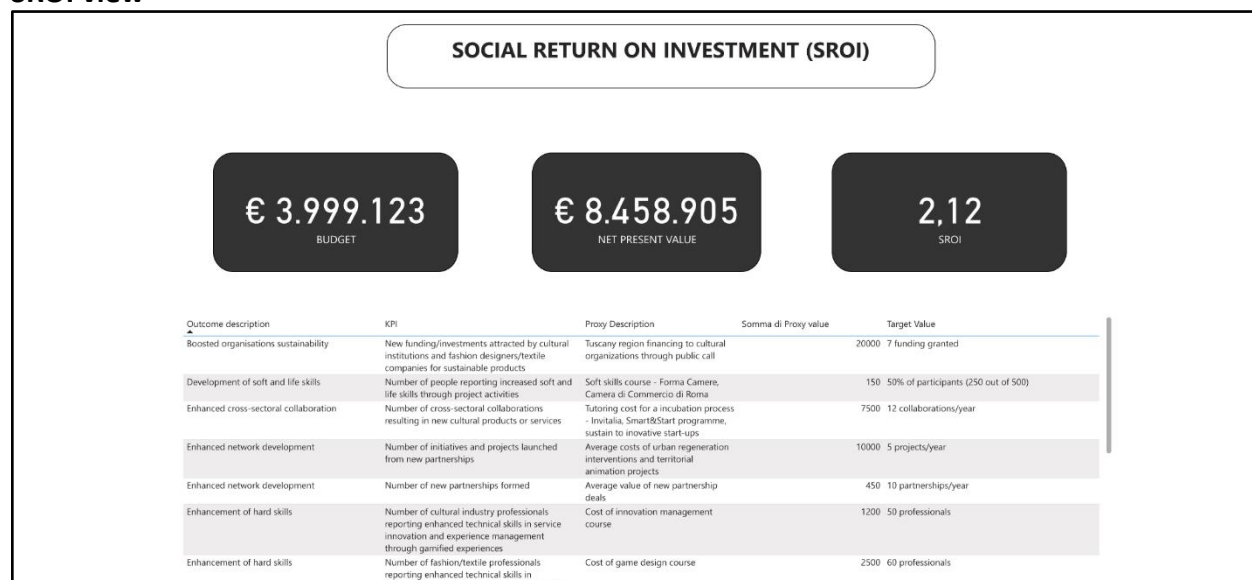 SOCIAL RETURN ON INVESTMENT (SROI)
€ 3.999.123
BUDGET
€ 8.458.905
NET PRESENT VALUE
2,12
SROI
Outcome description KPI Proxy Description Somma di Proxy value Target Value
Boosted organisations sustainability New funding/investments attracted by cultural Tuscany region financing to cultural 20000 7 funding granted
institutions and fashion designers/textile organizations through public call
companies for sustainable products
Development of soft and life skills Number of people reporting increased soft and Soft skills course - Forma Camere, 150 50% of participants (250 out of 500)
life skills through project activities Camera di Commercio di Roma
Enhanced cross-sectoral collaboration Number of cross-sectoral collaborations Tutoring cost for a incubation process 7500 12 collaborations/year
resulting in new cultural products or services - Invitalia, Smart&Start programme,
sustain to inovative start-ups
Enhanced network development Number of initiatives and projects launched Average costs of urban regeneration 10000 5 projects/year
from new partnerships interventions and territorial
animation projects
Enhanced network development Number of new partnerships formed Average value of new partnership 450 10 partnerships/year
deals
Enhancement of hard skills Number of cultural industry professionals Cost of innovation management 1200 50 professionals
reporting enhanced technical skills in service course
innovation and experience management
through gamified experiences
Enhancement of hard skills Number of fashion/textile professionals Cost of game design course 2500 60 professionals
reporting enhanced technical skills in